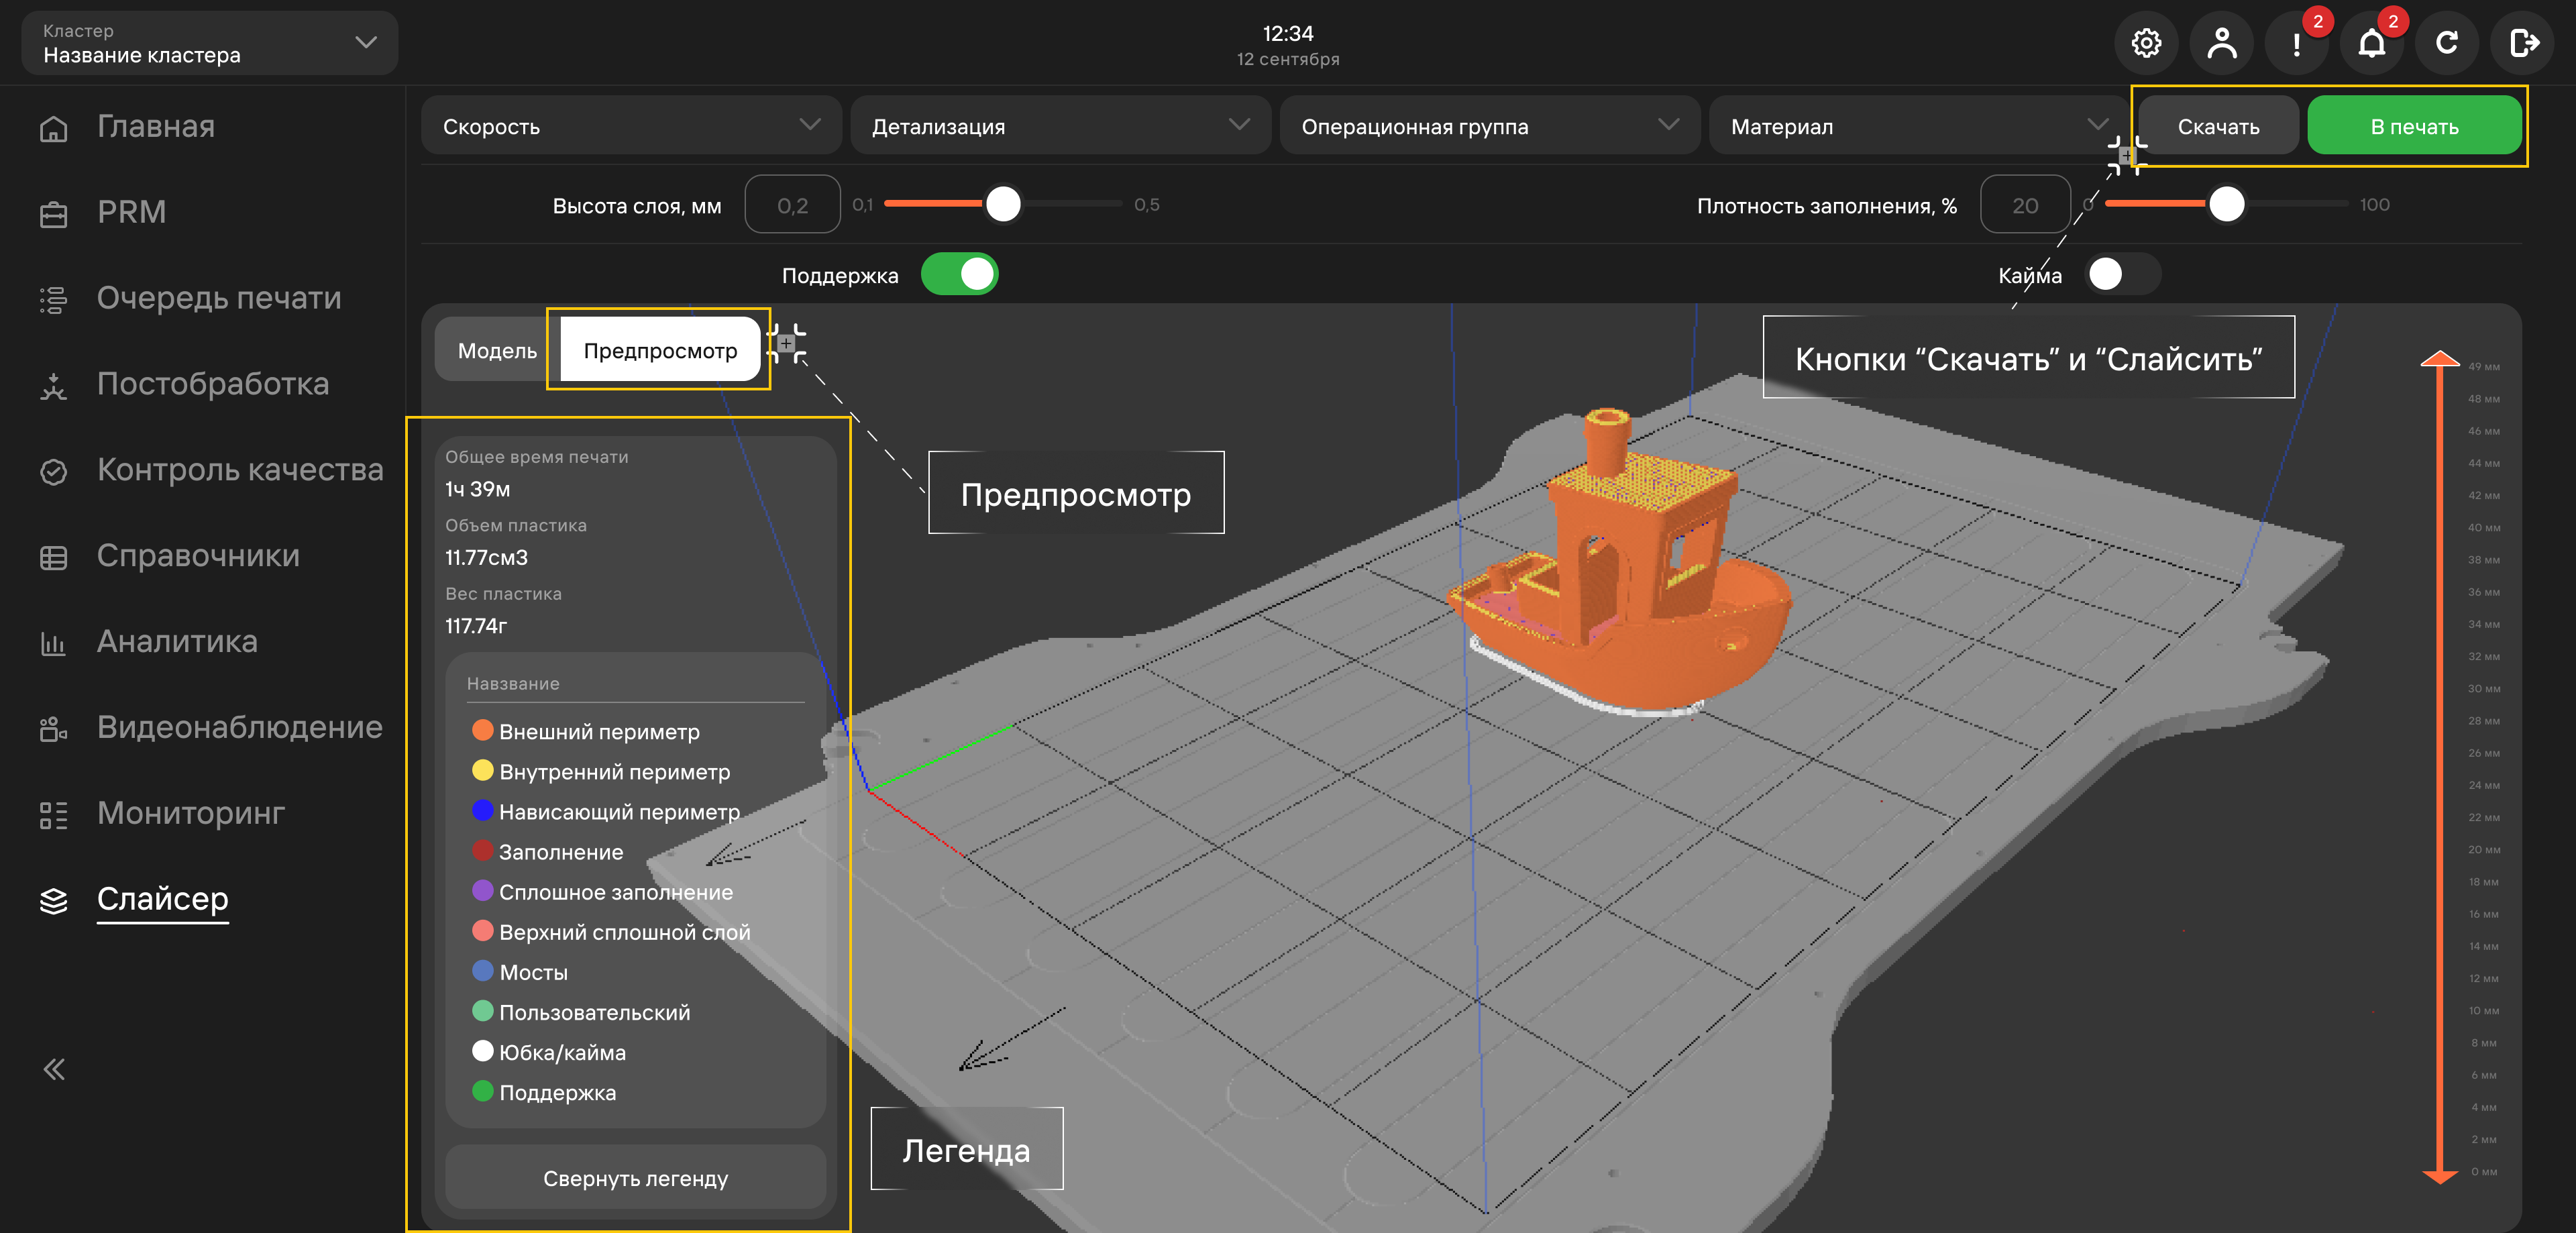 Кластер
Название кластера
12:34
12 сентября
2
2
Главная
PRM
Очередь печати
Постобработка
Контроль качества
Справочники
Аналитика
Видеонаблюдение
Мониторинг
Слайсер
Скорость
Детализация
Операционная группа
Материал
Скачать
В печать
Высота слоя, мм
0,2
0,1
0,5
Плотность заполнения, %
20
0
100
Поддержка
Кайма
Модель
Предпросмотр
Кнопки “Скачать” и “Слайсить”
Предпросмотр
Общее время печати
1ч 39м
Объем пластика
11.77см3
Вес пластика
117.74г
Навзвание
Внешний периметр
Внутренний периметр
Нависающий периметр
Заполнение
Сплошное заполнение
Верхний сплошной слой
Мосты
Пользовательский
Юбка/кайма
Поддержка
Свернуть легенду
Легенда
49 мм
48 мм
46 мм
44 мм
42 мм
40 мм
38 мм
36 мм
34 мм
32 мм
30 мм
28 мм
26 мм
24 мм
22 мм
20 мм
18 мм
16 мм
14 мм
12 мм
10 мм
8 мм
6 мм
4 мм
2 мм
0 мм